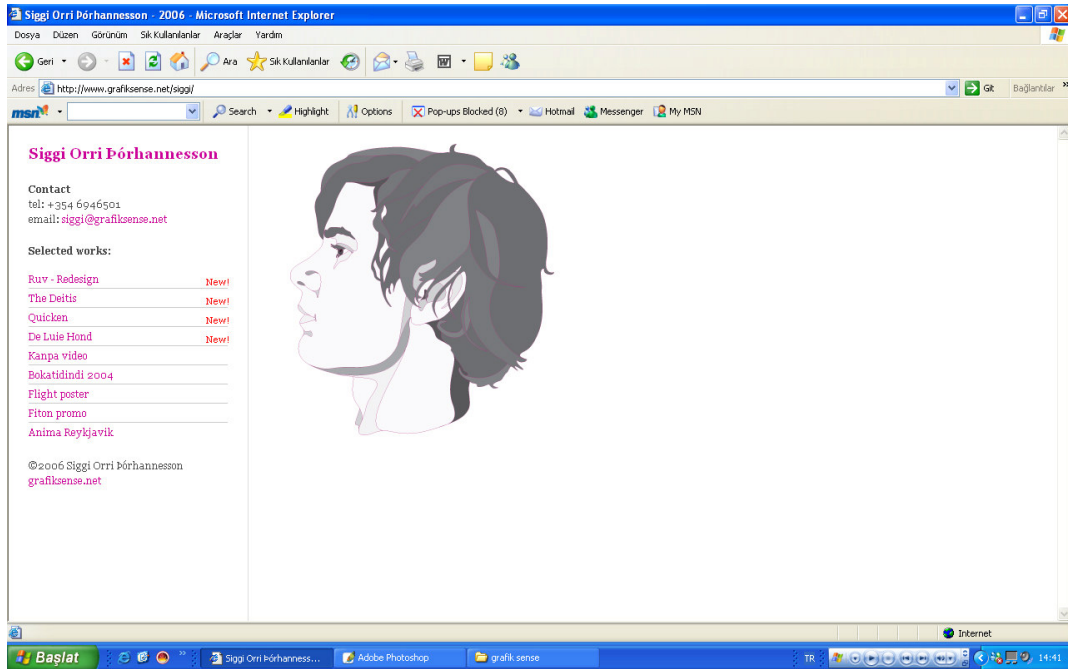 Siggi Orri Þórhannesson - 2006 - Microsoft Internet Explorer
Dosya Düzen Görünüm Sık Kullanılanlar Araçlar Yardım
Geri Ara Sık Kullanılanlar
Adres http://www.grafiksense.net/siggi/ Git Bağlantılar »
msn Search Highlight Options Pop-ups Blocked (8) Hotmail Messenger My MSN
Siggi Orri Þórhannesson
Contact
tel: +354 6946501
email: siggi@grafiksense.net
Selected works:
Ruv - Redesign New!
The Deitis New!
Quicken New!
De Luie Hond New!
Kanpa video
Bokatidindi 2004
Flight poster
Fiton promo
Anima Reykjavik
©2006 Siggi Orri Þórhannesson
grafiksense.net
Internet
Başlat » Siggi Orri Þórhanness... Adobe Photoshop grafik sense TR 14:41